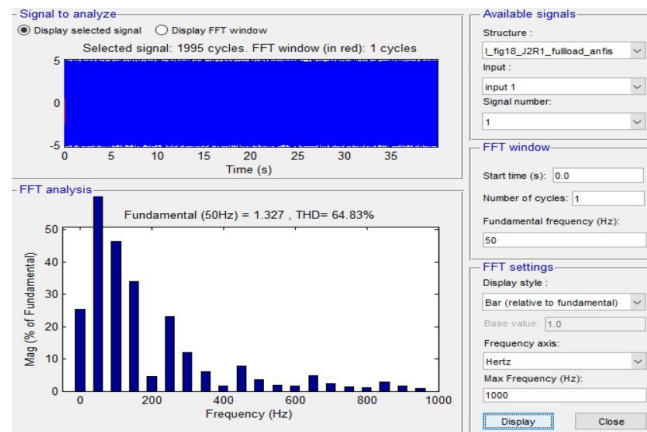 Signal to analyze
Display selected signal Display FFT window
Selected signal: 1995 cycles. FFT window (in red): 1 cycles
5
0
-5
0 5 10 15 20 25 30 35
Time (s)
FFT analysis
Fundamental (50Hz) = 1.327 , THD= 64.83%
50
40
30
20
10
0
Mag (% of Fundamental)
0 200 400 600 800 1000
Frequency (Hz)
Available signals
Structure :
I_fig18_J2R1_fullload_anfis
Input :
input 1
Signal number:
1
FFT window
Start time (s): 0.0
Number of cycles: 1
Fundamental frequency (Hz):
50
FFT settings
Display style :
Bar (relative to fundamental)
Base value: 1.0
Frequency axis:
Hertz
Max Frequency (Hz):
1000
Display Close